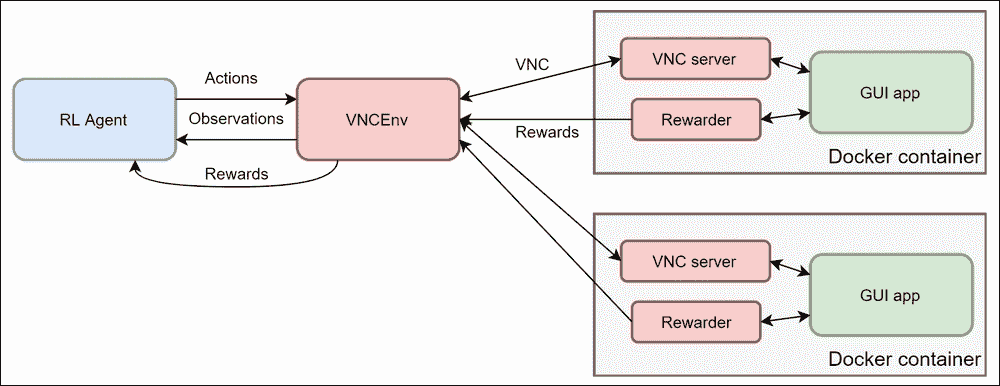 RL Agent
Actions
Observations
Rewards
VNCEnv
VNC
Rewards
VNC server
Rewarder
GUI app
Docker container
VNC server
Rewarder
GUI app
Docker container